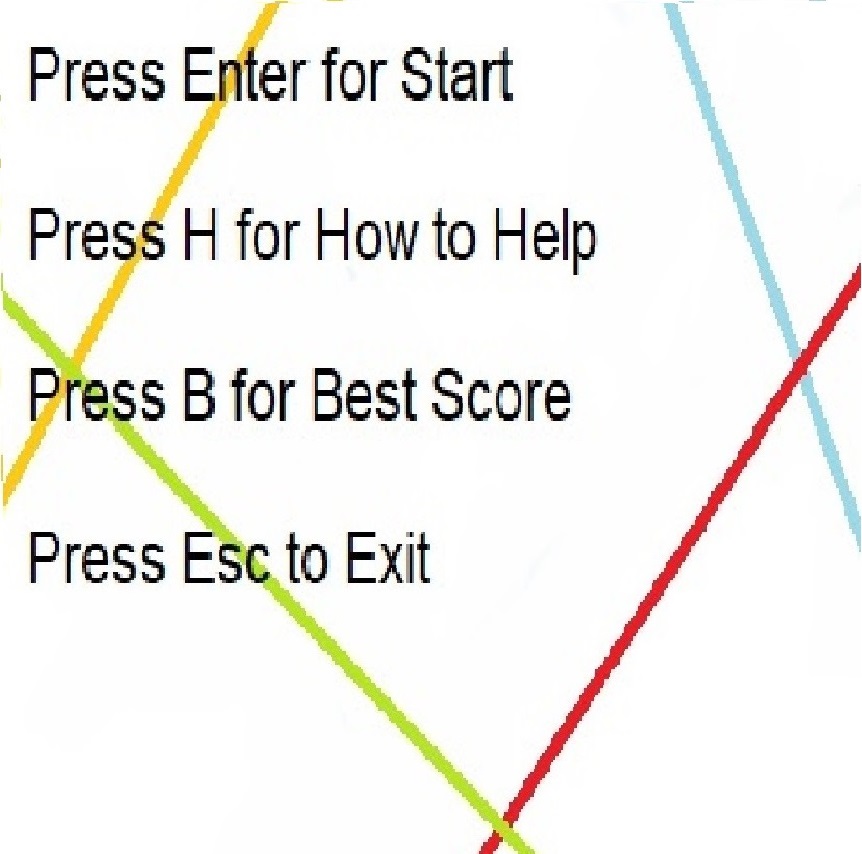 Press Enter for Start
Press H for How to Help
Press B for Best Score
Press Esc to Exit